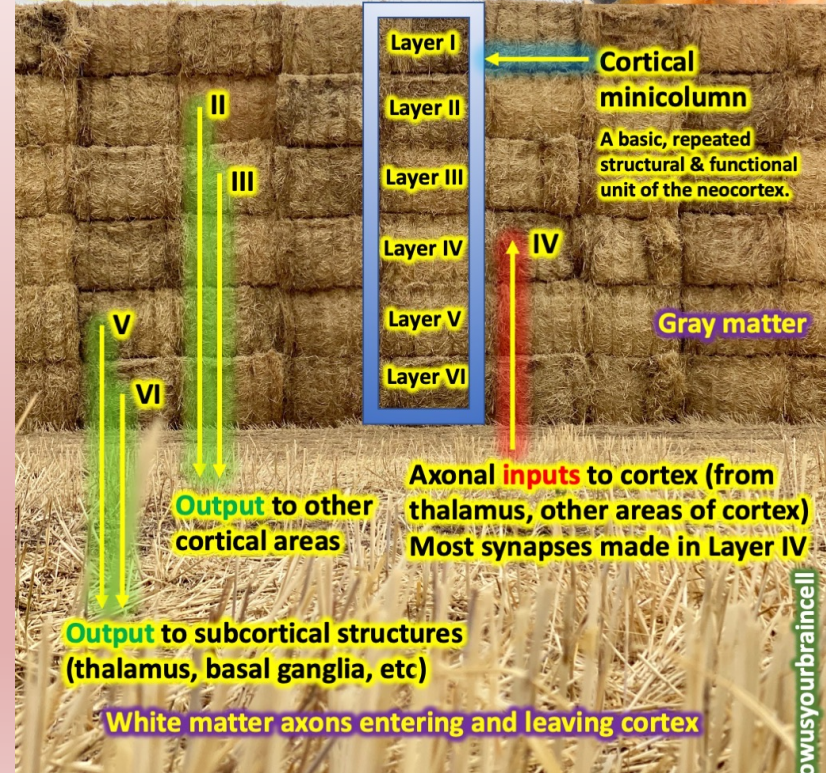 Layer I
Layer II
Layer III
Layer IV
Layer V
Layer VI
Cortical
minicolumn
A basic, repeated
structural & functional
unit of the neocortex.
II
III
IV
V
VI
Gray matter
Output to other
cortical areas
Axonal inputs to cortex (from
thalamus, other areas of cortex)
Most synapses made in Layer IV
Output to subcortical structures
(thalamus, basal ganglia, etc)
White matter axons entering and leaving cortex
owusyourbraincell